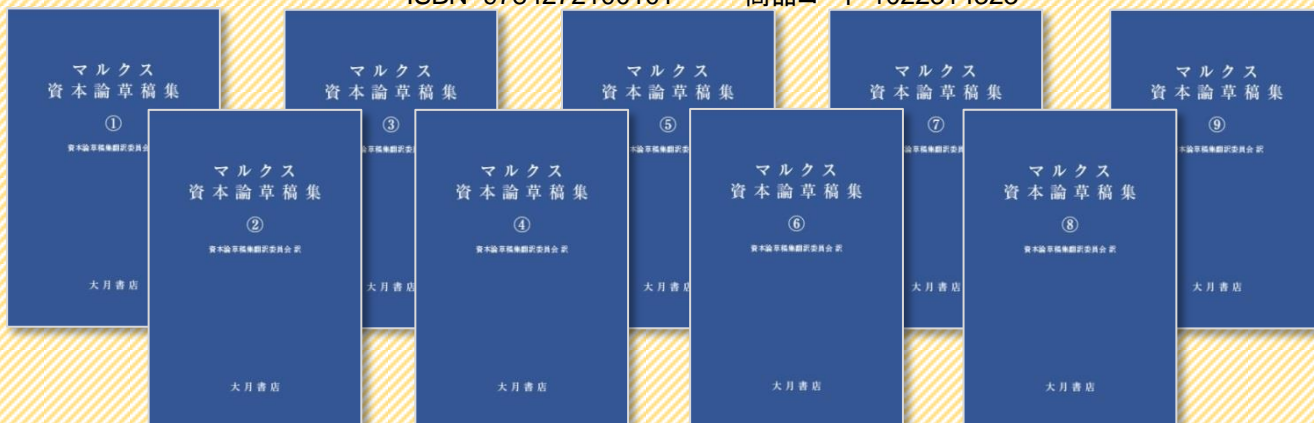 ISBN 商品コード
マルクス
資本論草稿集
①
資本論草稿集翻訳委員会
大月書店
マルクス
資本論草稿集
②
資本論草稿集翻訳委員会 訳
大月書店
マルクス
資本論草稿集
③
大月書店
マルクス
資本論草稿集
④
資本論草稿集翻訳委員会 訳
大月書店
マルクス
資本論草稿集
⑤
大月書
マルクス
資本論草稿集
⑥
資本論草稿集翻訳委員会 訳
大月書店
マルクス
資本論草稿集
⑦
大月書店
マルクス
資本論草稿集
⑧
資本論草稿集翻訳委員会 訳
大月書店
マルクス
資本論草稿集
⑨
本論草稿集翻訳委員会 訳
大月書店